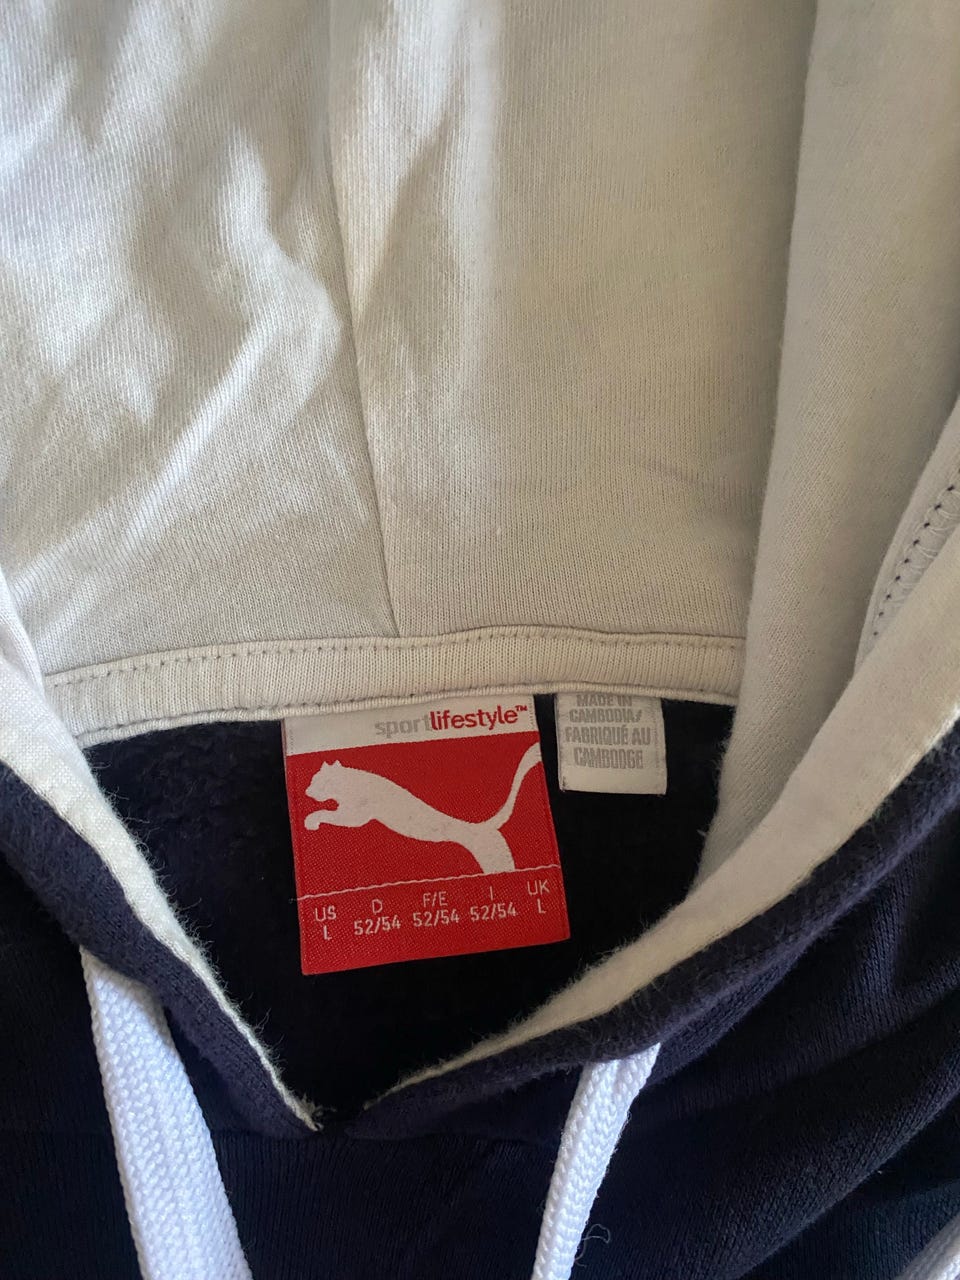 sportlifestyle™
MADE IN
CAMBODIA/
FABRIQUÉ AU
CAMBODGE
US D F/E I UK
L 52/54 52/54 52/54 L